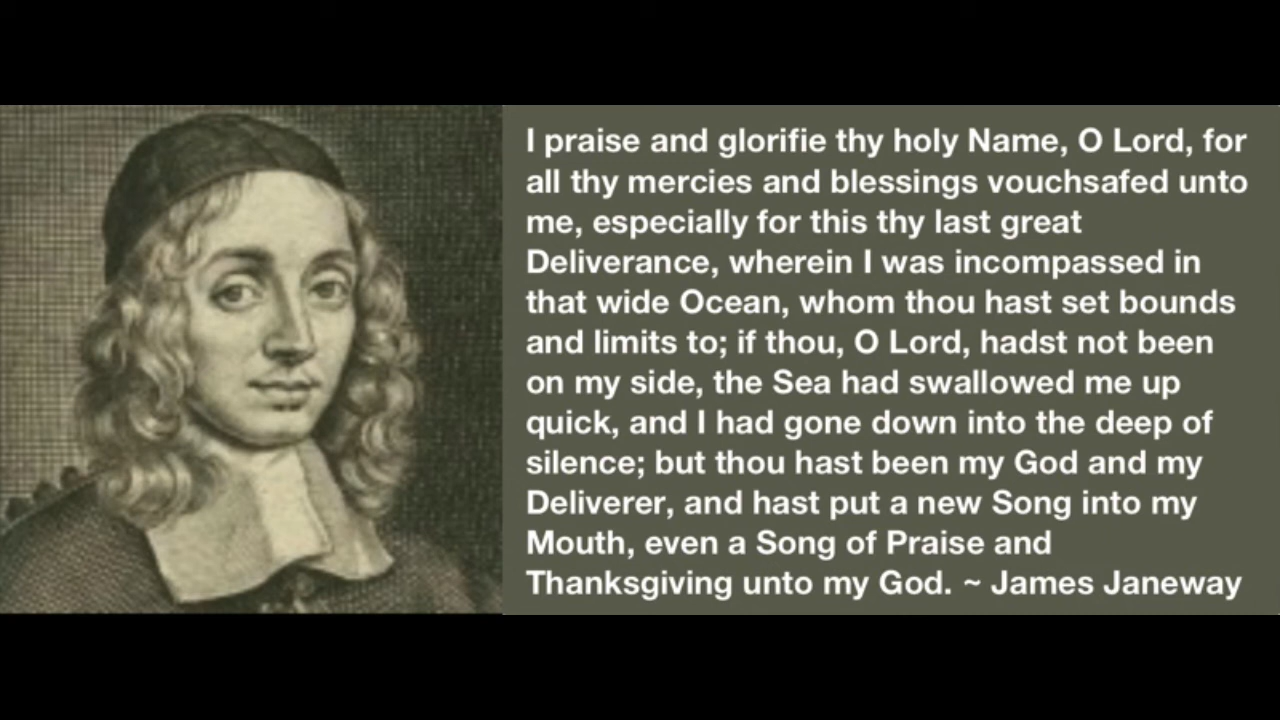 I praise and glorifie thy holy Name, O Lord, for
all thy mercies and blessings vouchsafed unto
me, especially for this thy last great
Deliverance, wherein I was incompassed in
that wide Ocean, whom thou hast set bounds
and limits to; if thou, O Lord, hadst not been
on my side, the Sea had swallowed me up
quick, and I had gone down into the deep of
silence; but thou hast been my God and my
Deliverer, and hast put a new Song into my
Mouth, even a Song of Praise and
Thanksgiving unto my God. ~ James Janeway